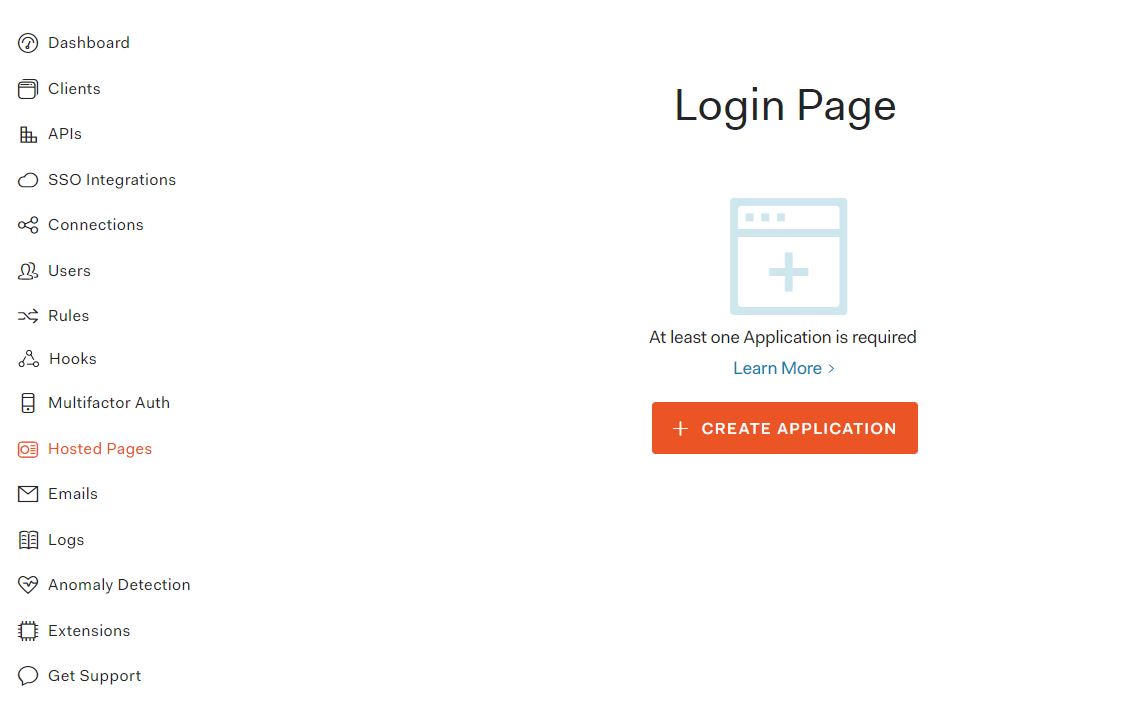 Dashboard
Clients
APIs
SSO Integrations
Connections
Users
Rules
Hooks
Multifactor Auth
Hosted Pages
Emails
Logs
Anomaly Detection
Extensions
Get Support
Login Page
At least one Application is required
Learn More >
+ CREATE APPLICATION